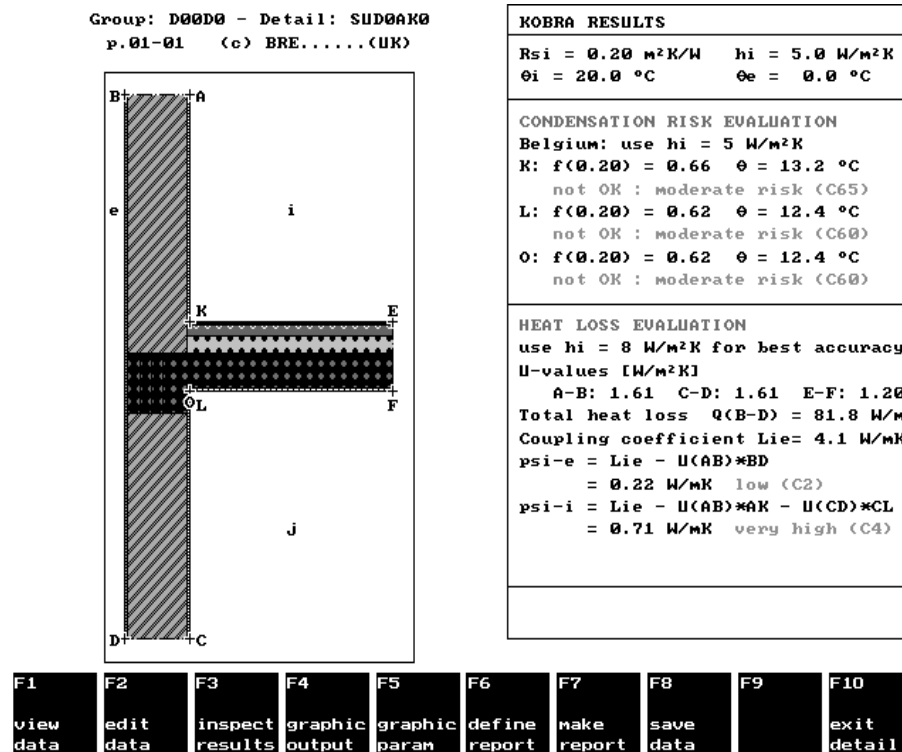 Group: D00D0 - Detail: SUD0AK0
p.01-01 (c) BRE......(UK)
B
A
e
i
K
E
O
L
F
j
D
C
KOBRA RESULTS
Rsi = 0.20 m²K/W hi = 5.0 W/m²K
θi = 20.0 °C θe = 0.0 °C
CONDENSATION RISK EVALUATION
Belgium: use hi = 5 W/m²K
K: f(0.20) = 0.66 θ = 13.2 °C
not OK : moderate risk (C65)
L: f(0.20) = 0.62 θ = 12.4 °C
not OK : moderate risk (C60)
O: f(0.20) = 0.62 θ = 12.4 °C
not OK : moderate risk (C60)
HEAT LOSS EVALUATION
use hi = 8 W/m²K for best accuracy
U-values [W/m²K]
A-B: 1.61 C-D: 1.61 E-F: 1.20
Total heat loss Q(B-D) = 81.8 W/m
Coupling coefficient Lie= 4.1 W/mK
psi-e = Lie - U(AB)*BD
= 0.22 W/mK low (C2)
psi-i = Lie - U(AB)*AK - U(CD)*CL
= 0.71 W/mK very high (C4)
F1 F2 F3 F4 F5 F6 F7 F8 F9 F10
view edit inspect graphic graphic define make save exit
data data results output param report report data detail